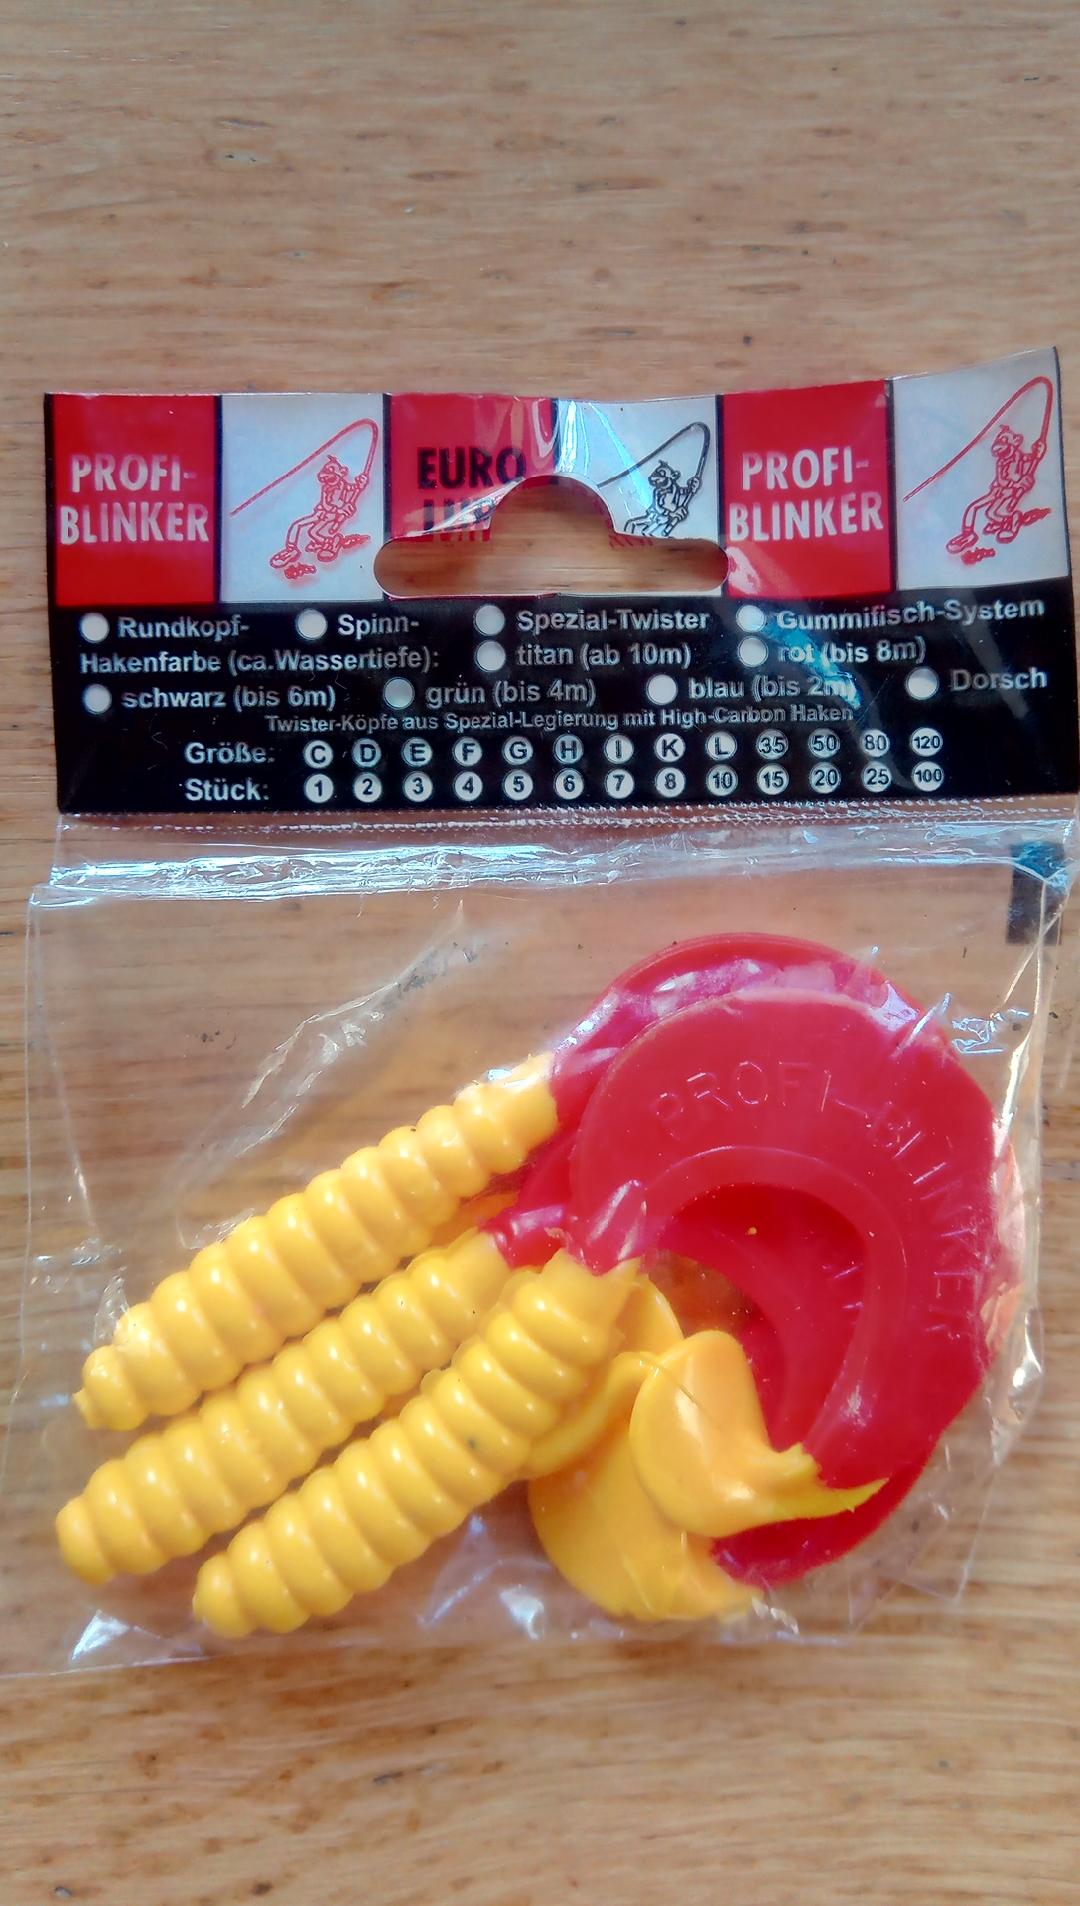 PROFI-
BLINKER
EURO
PROFI-
BLINKER
Rundkopf- Spinn- Spezial-Twister Gummifisch-System
Hakenfarbe (ca.Wassertiefe): titan (ab 10m) rot (bis 8m)
schwarz (bis 6m) grün (bis 4m) blau (bis 2m) Dorsch
Twister-Köpfe aus Spezial-Legierung mit High-Carbon Haken
Größe: C D E F G H I K L 35 50 80 120
Stück: 1 2 3 4 5 6 7 8 10 15 20 25 100
PROFI-BLINKER